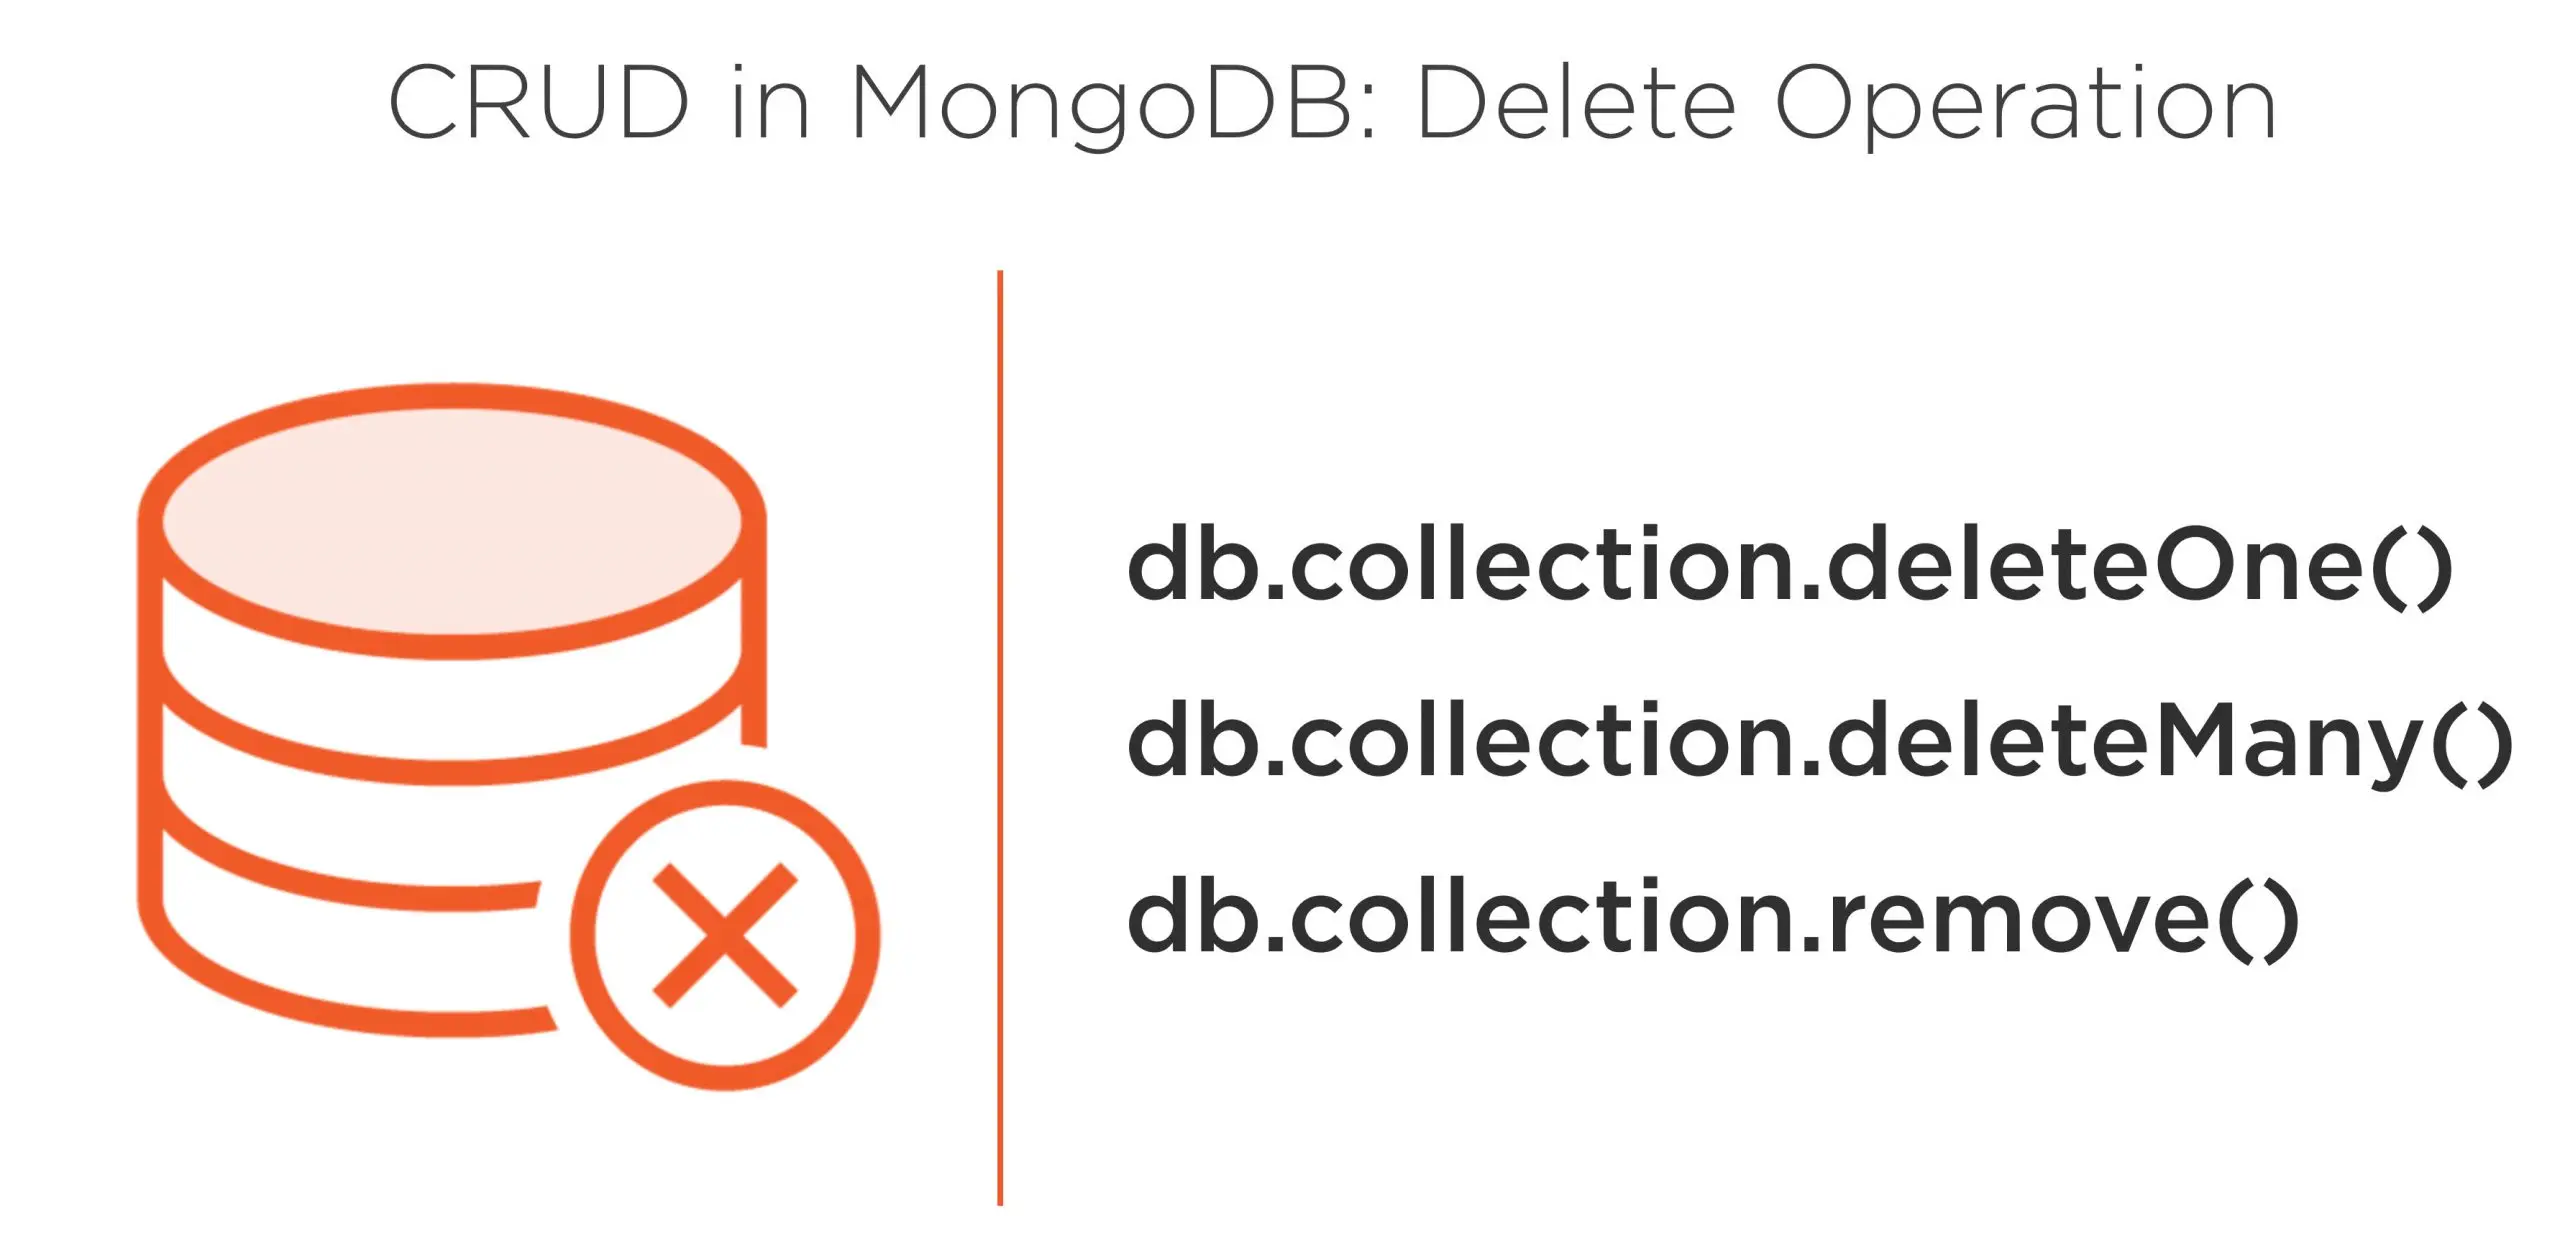 CRUD in MongoDB: Delete Operation
db.collection.deleteOne()
db.collection.deleteMany()
db.collection.remove()